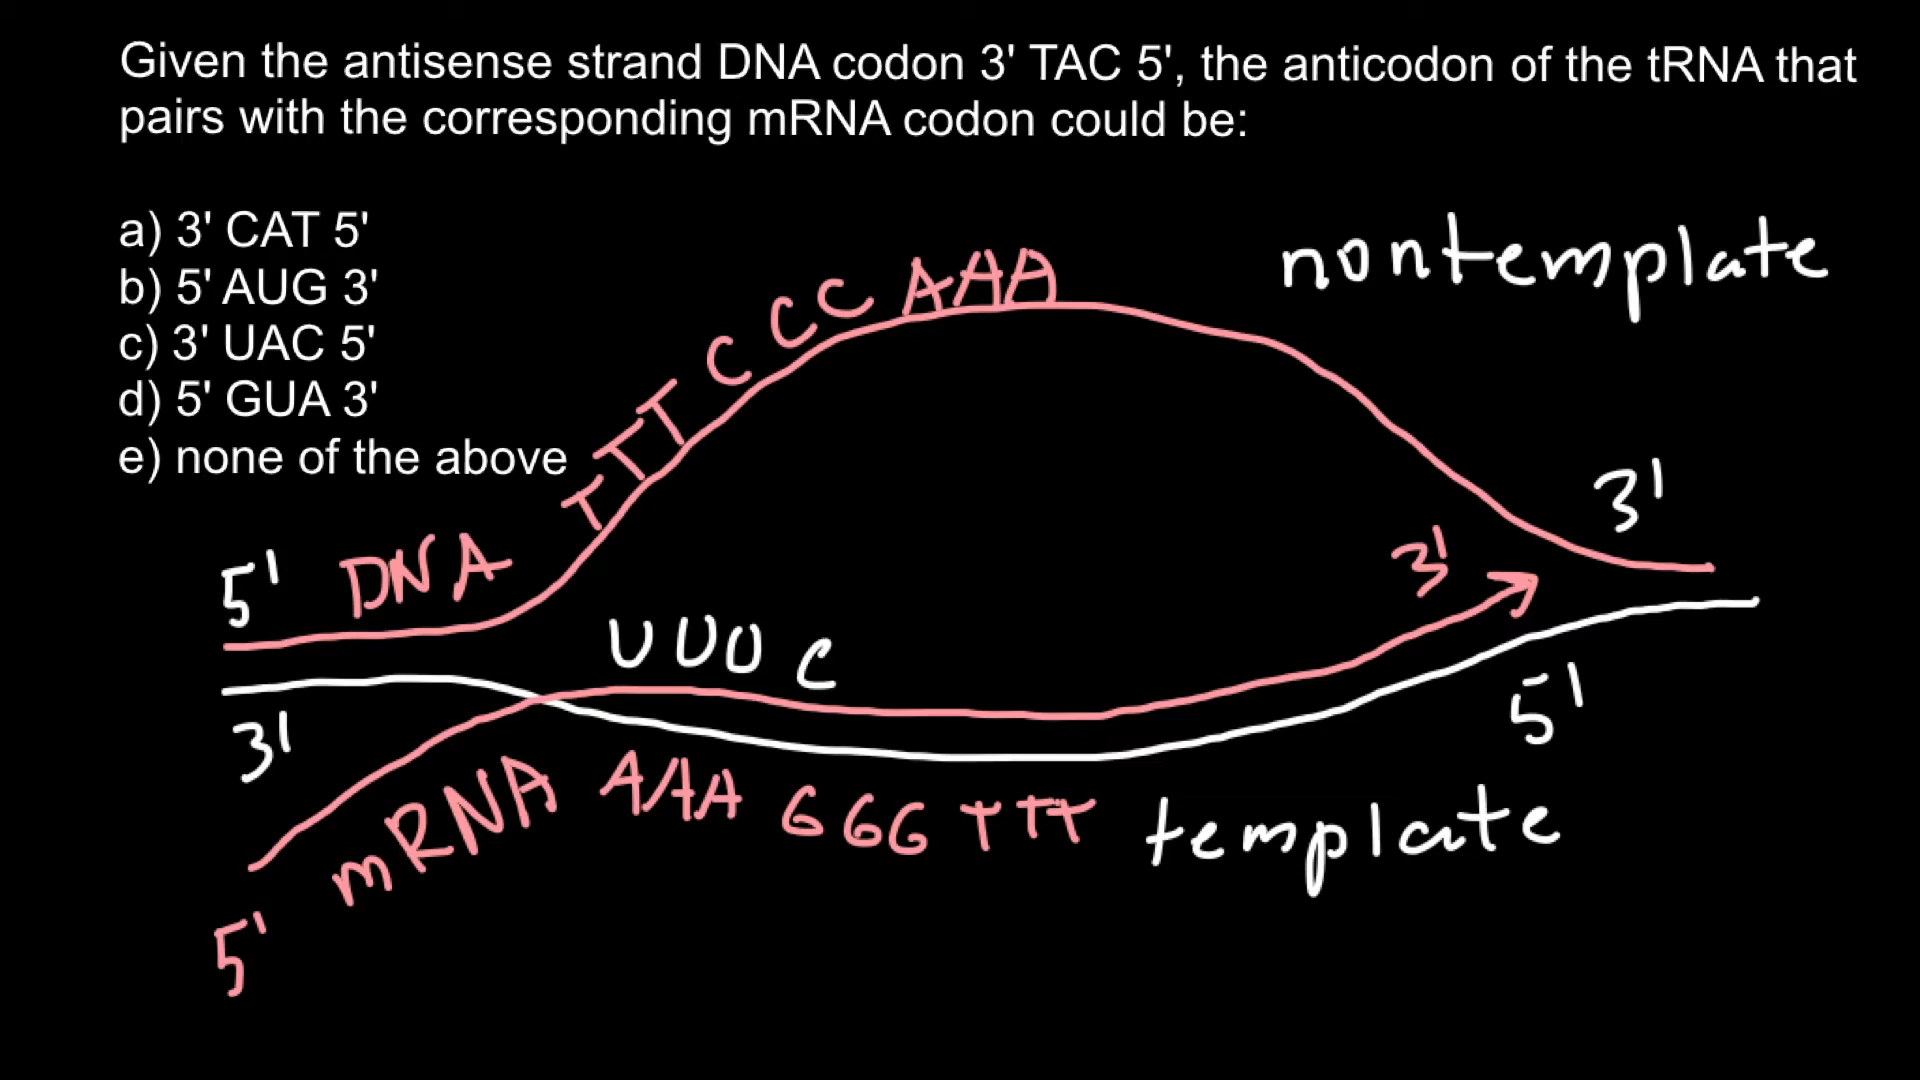 Given the antisense strand DNA codon 3' TAC 5', the anticodon of the tRNA that
pairs with the corresponding mRNA codon could be:
a) 3' CAT 5'
b) 5' AUG 3'
c) 3' UAC 5'
d) 5' GUA 3'
e) none of the above
nontemplate
TTT CCC AAA
5' DNA
3'
3'
UUU C
3'
5'
mRNA AAA GGG TTT template
5'